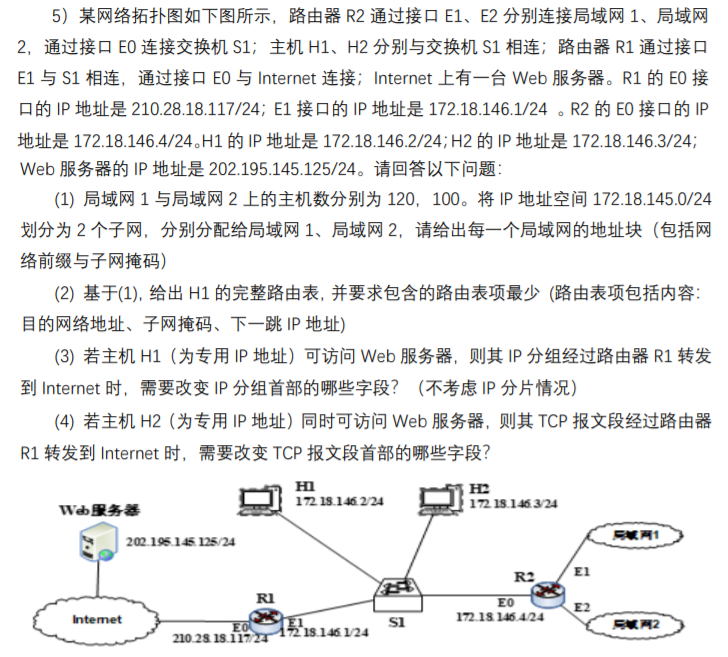 5）某网络拓扑图如下图所示，路由器 R2 通过接口 E1、E2 分别连接局域网 1、局域网
2，通过接口 E0 连接交换机 S1；主机 H1、H2 分别与交换机 S1 相连；路由器 R1 通过接口
E1 与 S1 相连，通过接口 E0 与 Internet 连接；Internet 上有一台 Web 服务器。R1 的 E0 接
口的 IP 地址是 210.28.18.117/24；E1 接口的 IP 地址是 172.18.146.1/24 。R2 的 E0 接口的 IP
地址是 172.18.146.4/24。H1 的 IP 地址是 172.18.146.2/24；H2 的 IP 地址是 172.18.146.3/24；
Web 服务器的 IP 地址是 202.195.145.125/24。请回答以下问题：
(1) 局域网 1 与局域网 2 上的主机数分别为 120，100。将 IP 地址空间 172.18.145.0/24
划分为 2 个子网，分别分配给局域网 1、局域网 2，请给出每一个局域网的地址块（包括网
络前缀与子网掩码）
(2) 基于(1), 给出 H1 的完整路由表, 并要求包含的路由表项最少 (路由表项包括内容：
目的网络地址、子网掩码、下一跳 IP 地址)
(3) 若主机 H1（为专用 IP 地址）可访问 Web 服务器，则其 IP 分组经过路由器 R1 转发
到 Internet 时，需要改变 IP 分组首部的哪些字段？（不考虑 IP 分片情况）
(4) 若主机 H2（为专用 IP 地址）同时可访问 Web 服务器，则其 TCP 报文段经过路由器
R1 转发到 Internet 时，需要改变 TCP 报文段首部的哪些字段？
H1
172.18.146.2/24
H2
172.18.146.3/24
Web服务器
202.195.145.125/24
局域网1
R2
E1
R1
E0
E2
Internet
E0
E1
S1
172.18.146.4/24
局域网2
210.28.18.117/24
172.18.146.1/24